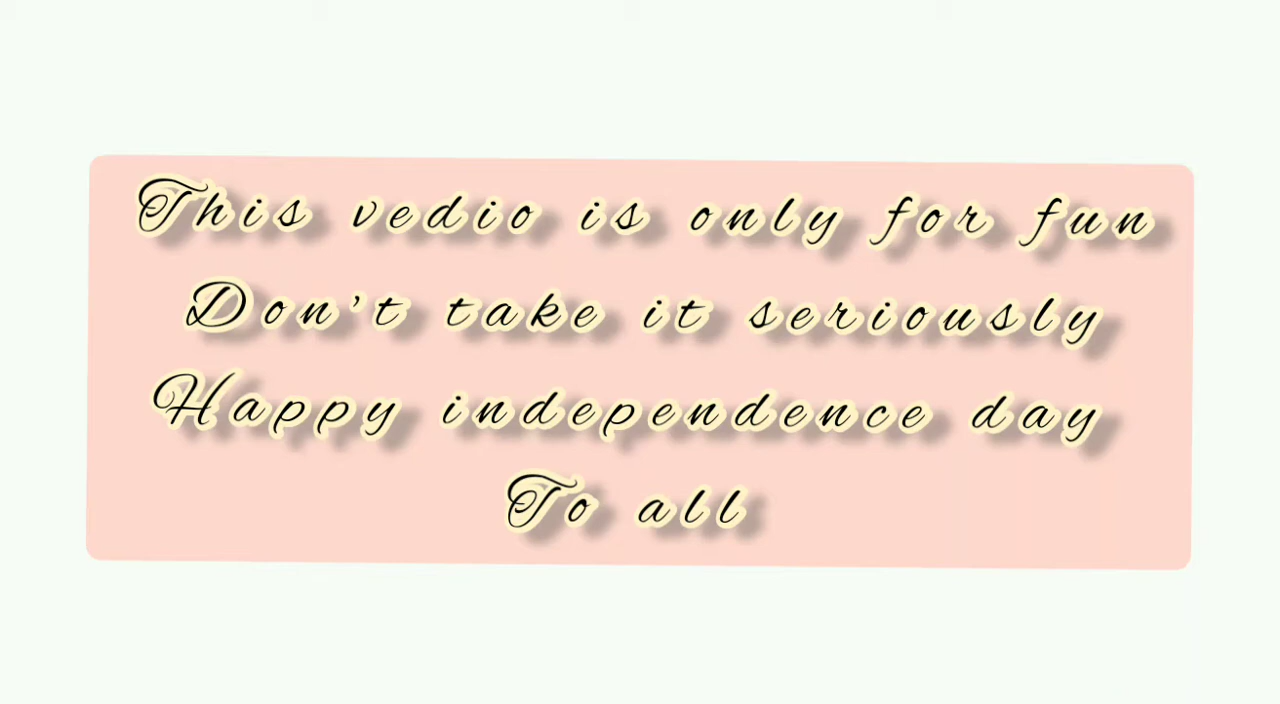 This vedio is only for fun
Don't take it seriously
Happy independence day
To all